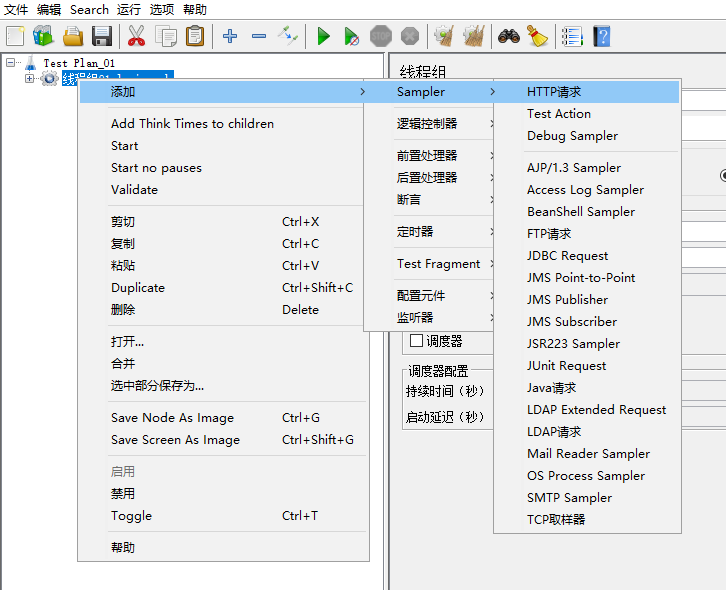 文件 编辑 Search 运行 选项 帮助
STOP
Test Plan_01
线程组
添加
Add Think Times to children
Start
Start no pauses
Validate
剪切 Ctrl+X
复制 Ctrl+C
粘贴 Ctrl+V
Duplicate Ctrl+Shift+C
删除 Delete
打开...
合并
选中部分保存为...
Save Node As Image Ctrl+G
Save Screen As Image Ctrl+Shift+G
启用
禁用
Toggle Ctrl+T
帮助
Sampler
逻辑控制器
前置处理器
后置处理器
断言
定时器
Test Fragment
配置元件
监听器
HTTP请求
Test Action
Debug Sampler
AJP/1.3 Sampler
Access Log Sampler
BeanShell Sampler
FTP请求
JDBC Request
JMS Point-to-Point
JMS Publisher
JMS Subscriber
JSR223 Sampler
JUnit Request
Java请求
LDAP Extended Request
LDAP请求
Mail Reader Sampler
OS Process Sampler
SMTP Sampler
TCP取样器
调度器
调度器配置
持续时间（秒）
启动延迟（秒）